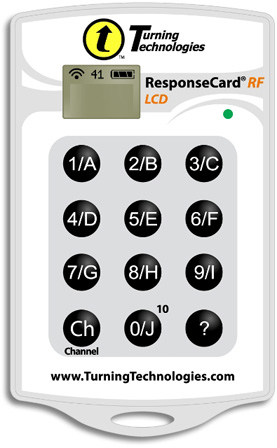 t Turning
Technologies
™
41
ResponseCard® RF
LCD
1/A 2/B 3/C
4/D 5/E 6/F
7/G 8/H 9/I
10
Ch 0/J ?
Channel
www.TurningTechnologies.com